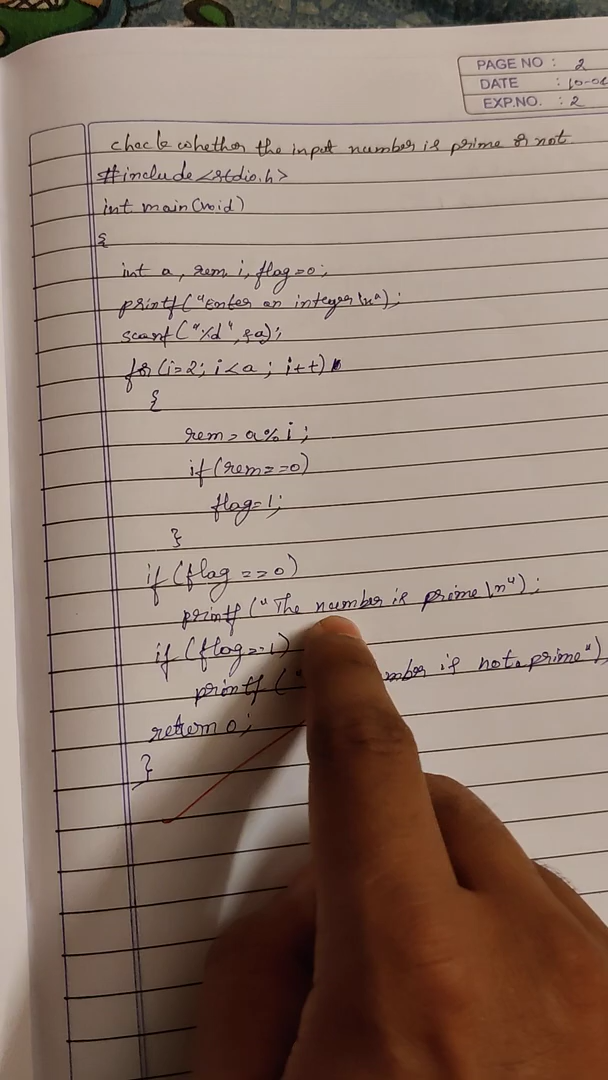 PAGE NO : 2
DATE : 10-0
EXP.NO. : 2
check whether the input number is prime or not
#include<stdio.h>
int main(void)
{
int a, rem, i, flag=0;
printf("Enter an integer\n");
scanf("%d", &a);
for(i=2; i<a ; i++)
{
rem = a%i;
if(rem==0)
flag=1;
}
if(flag==0)
printf("The number is prime\n");
if(flag==1)
printf(" is not prime")
return 0;
}